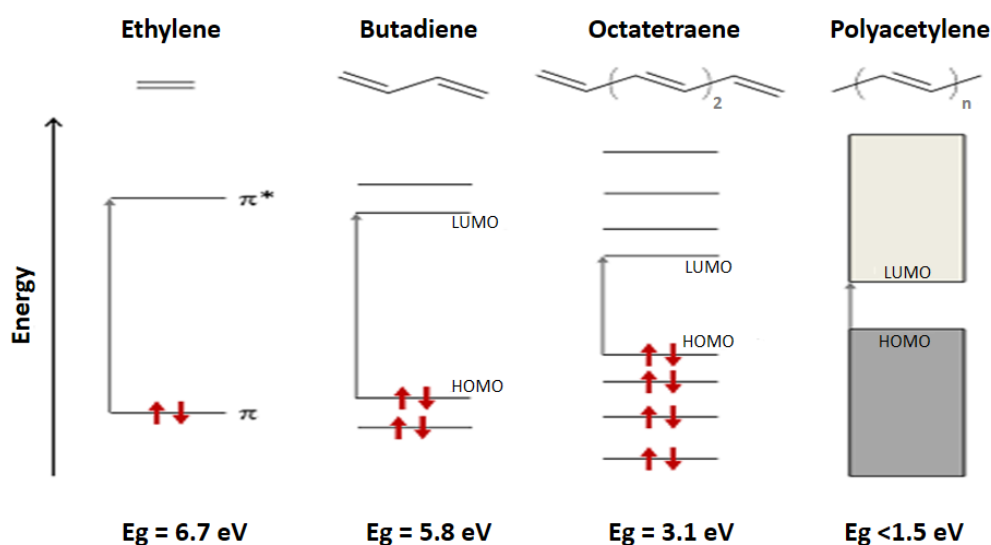 Ethylene Butadiene Octatetraene Polyacetylene
2 n
π* LUMO LUMO LUMO
Energy
π HOMO HOMO HOMO
Eg = 6.7 eV Eg = 5.8 eV Eg = 3.1 eV Eg <1.5 eV